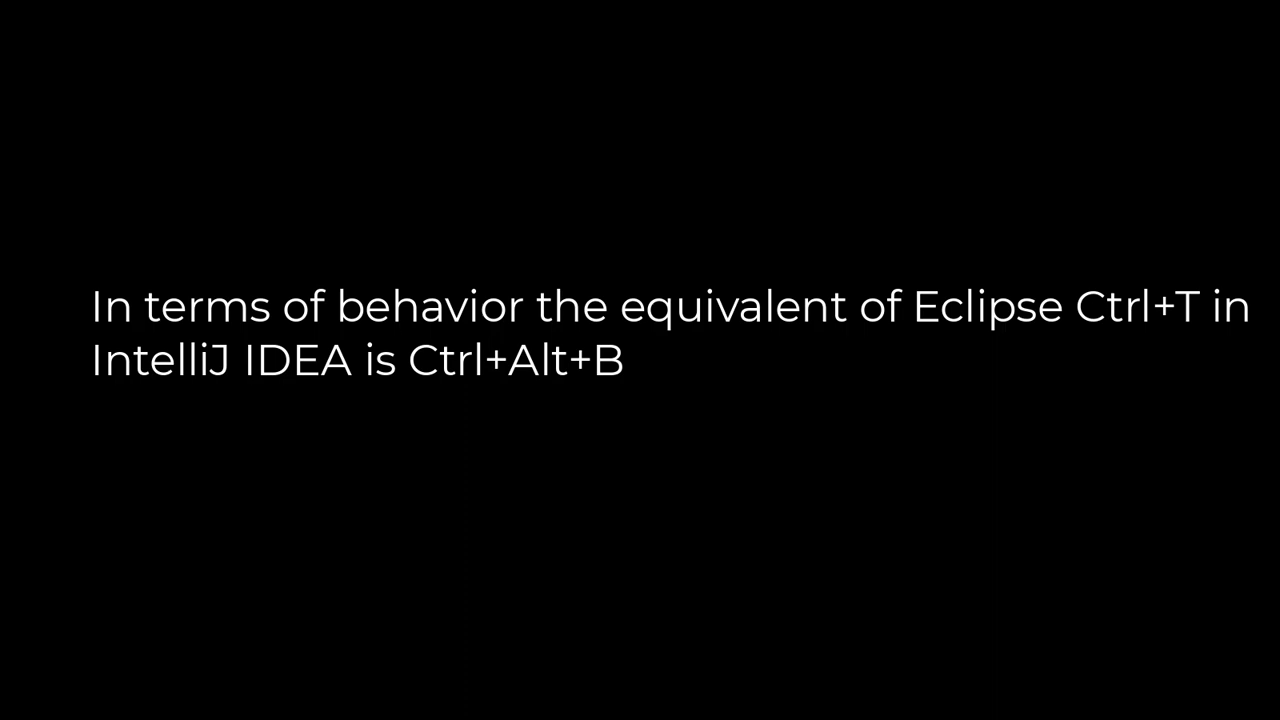 In terms of behavior the equivalent of Eclipse Ctrl+T in
IntelliJ IDEA is Ctrl+Alt+B